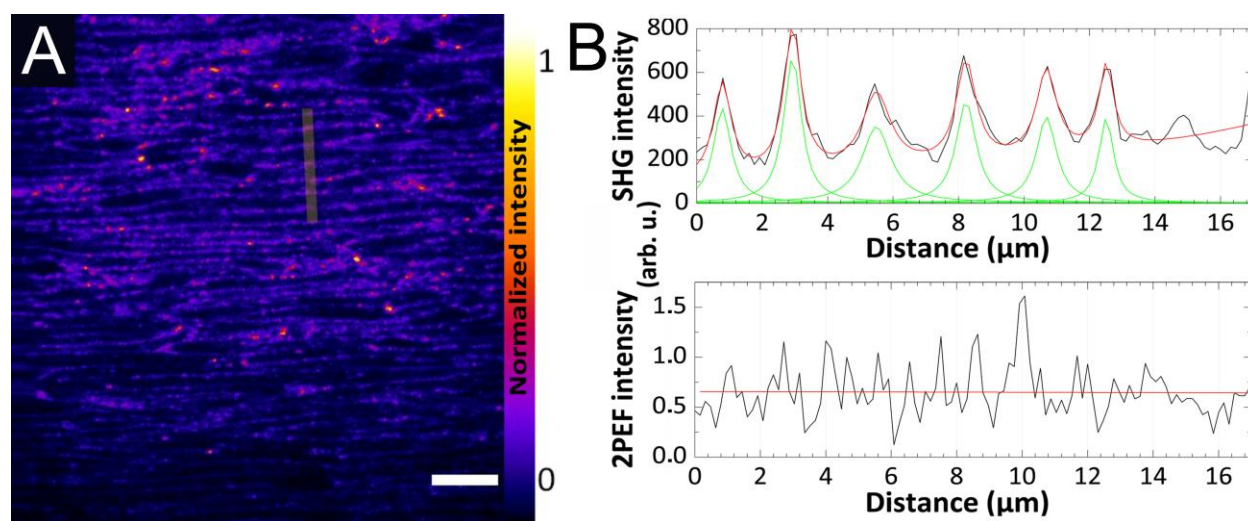 A
1
Normalized intensity
0
B
SHG intensity
800
600
400
200
0
0 2 4 6 8 10 12 14 16
Distance (µm)
(arb. u.)
2PEF intensity
1.5
1.0
0.5
0.0
0 2 4 6 8 10 12 14 16
Distance (µm)